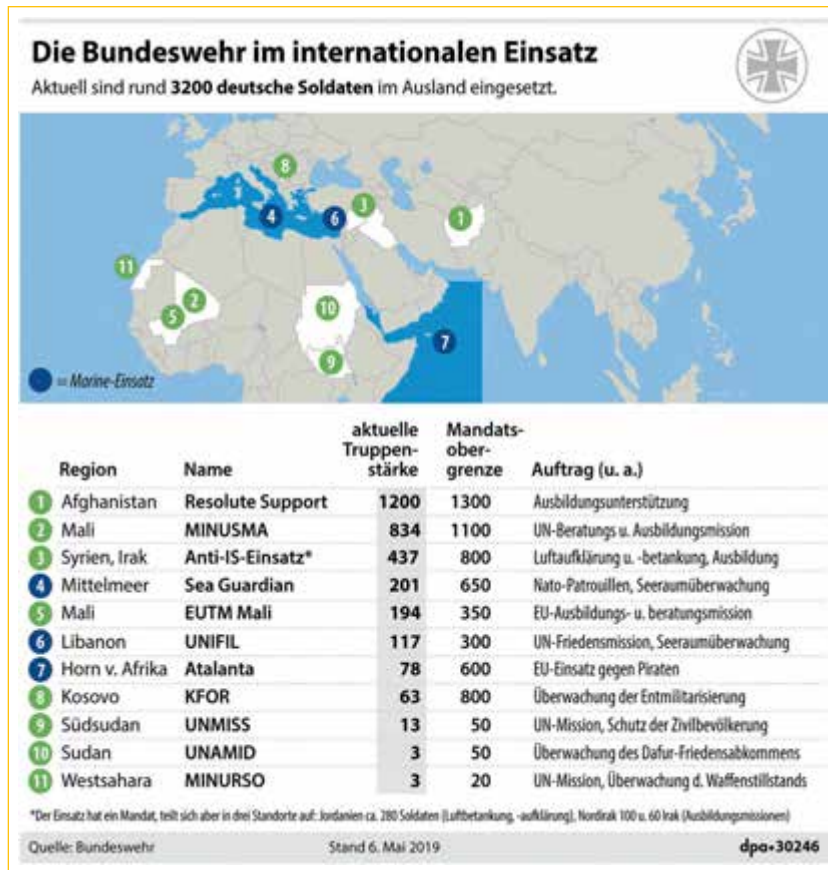 Die Bundeswehr im internationalen Einsatz
Aktuell sind rund 3200 deutsche Soldaten im Ausland eingesetzt.
8
3
1
4
6
11
2
5
10
7
9
= Marine-Einsatz
aktuelle Truppen-stärke
Mandats-ober-grenze
Region Name Auftrag (u. a.)
1 Afghanistan Resolute Support 1200 1300 Ausbildungsunterstützung
2 Mali MINUSMA 834 1100 UN-Beratungs u. Ausbildungsmission
3 Syrien, Irak Anti-IS-Einsatz* 437 800 Luftaufklärung u. -betankung, Ausbildung
4 Mittelmeer Sea Guardian 201 650 Nato-Patrouillen, Seeraumüberwachung
5 Mali EUTM Mali 194 350 EU-Ausbildungs- u. beratungsmission
6 Libanon UNIFIL 117 300 UN-Friedensmission, Seeraumüberwachung
7 Horn v. Afrika Atalanta 78 600 EU-Einsatz gegen Piraten
8 Kosovo KFOR 63 800 Überwachung der Entmilitarisierung
9 Südsudan UNMISS 13 50 UN-Mission, Schutz der Zivilbevölkerung
10 Sudan UNAMID 3 50 Überwachung des Dafur-Friedensabkommens
11 Westsahara MINURSO 3 20 UN-Mission, Überwachung d. Waffenstillstands
*Der Einsatz hat ein Mandat, teilt sich aber in drei Standorte auf: Jordanien ca. 280 Soldaten (Luftbetankung, -aufklärung), Nordirak 100 u. 60 Irak (Ausbildungsmissionen)
Quelle: Bundeswehr Stand 6. Mai 2019 dpa•30246